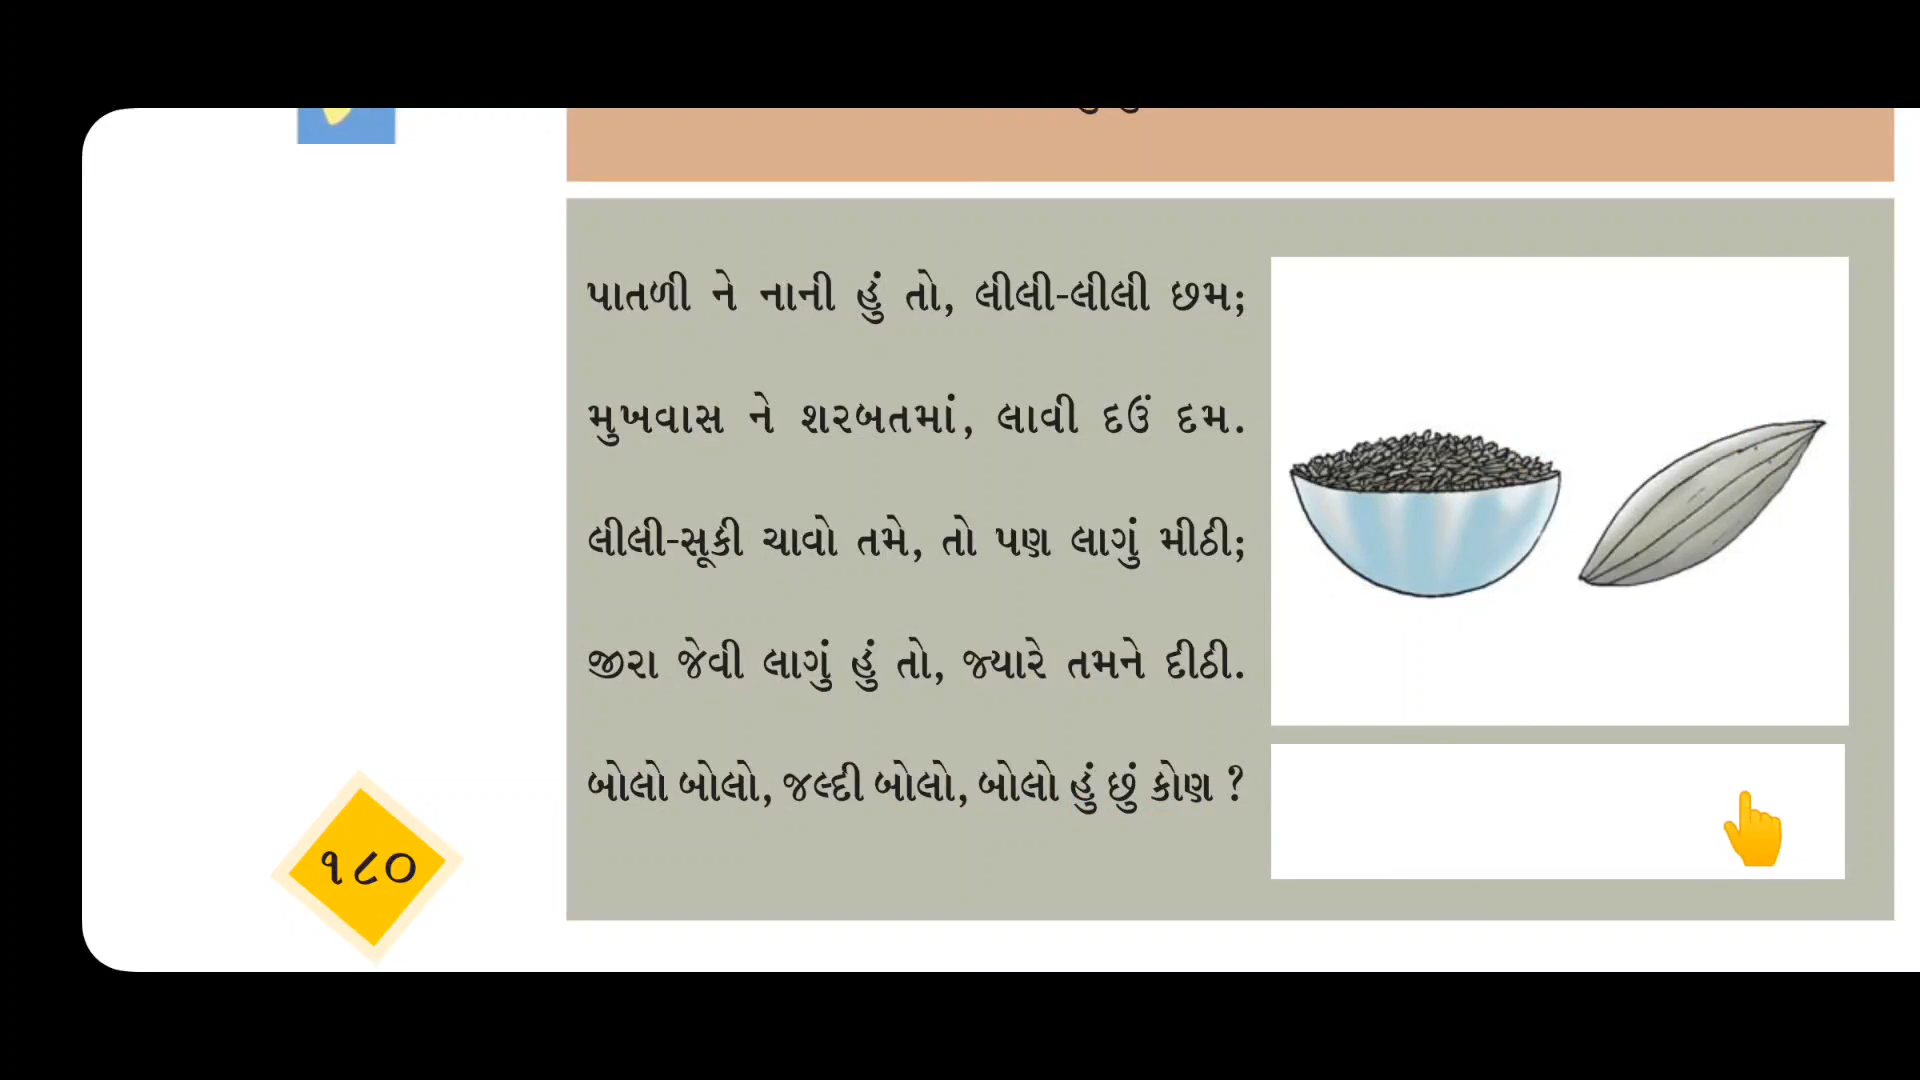 પાતળી ને નાની હું તો, લીલી-લીલી છમ;
મુખવાસ ને શરબતમાં, લાવી દઉં દમ.
લીલી-સૂકી ચાવો તમે, તો પણ લાગું મીઠી;
જીરા જેવી લાગું હું તો, જ્યારે તમને દીઠી.
બોલો બોલો, જલ્દી બોલો, બોલો હું છું કોણ ?
૧૮૦